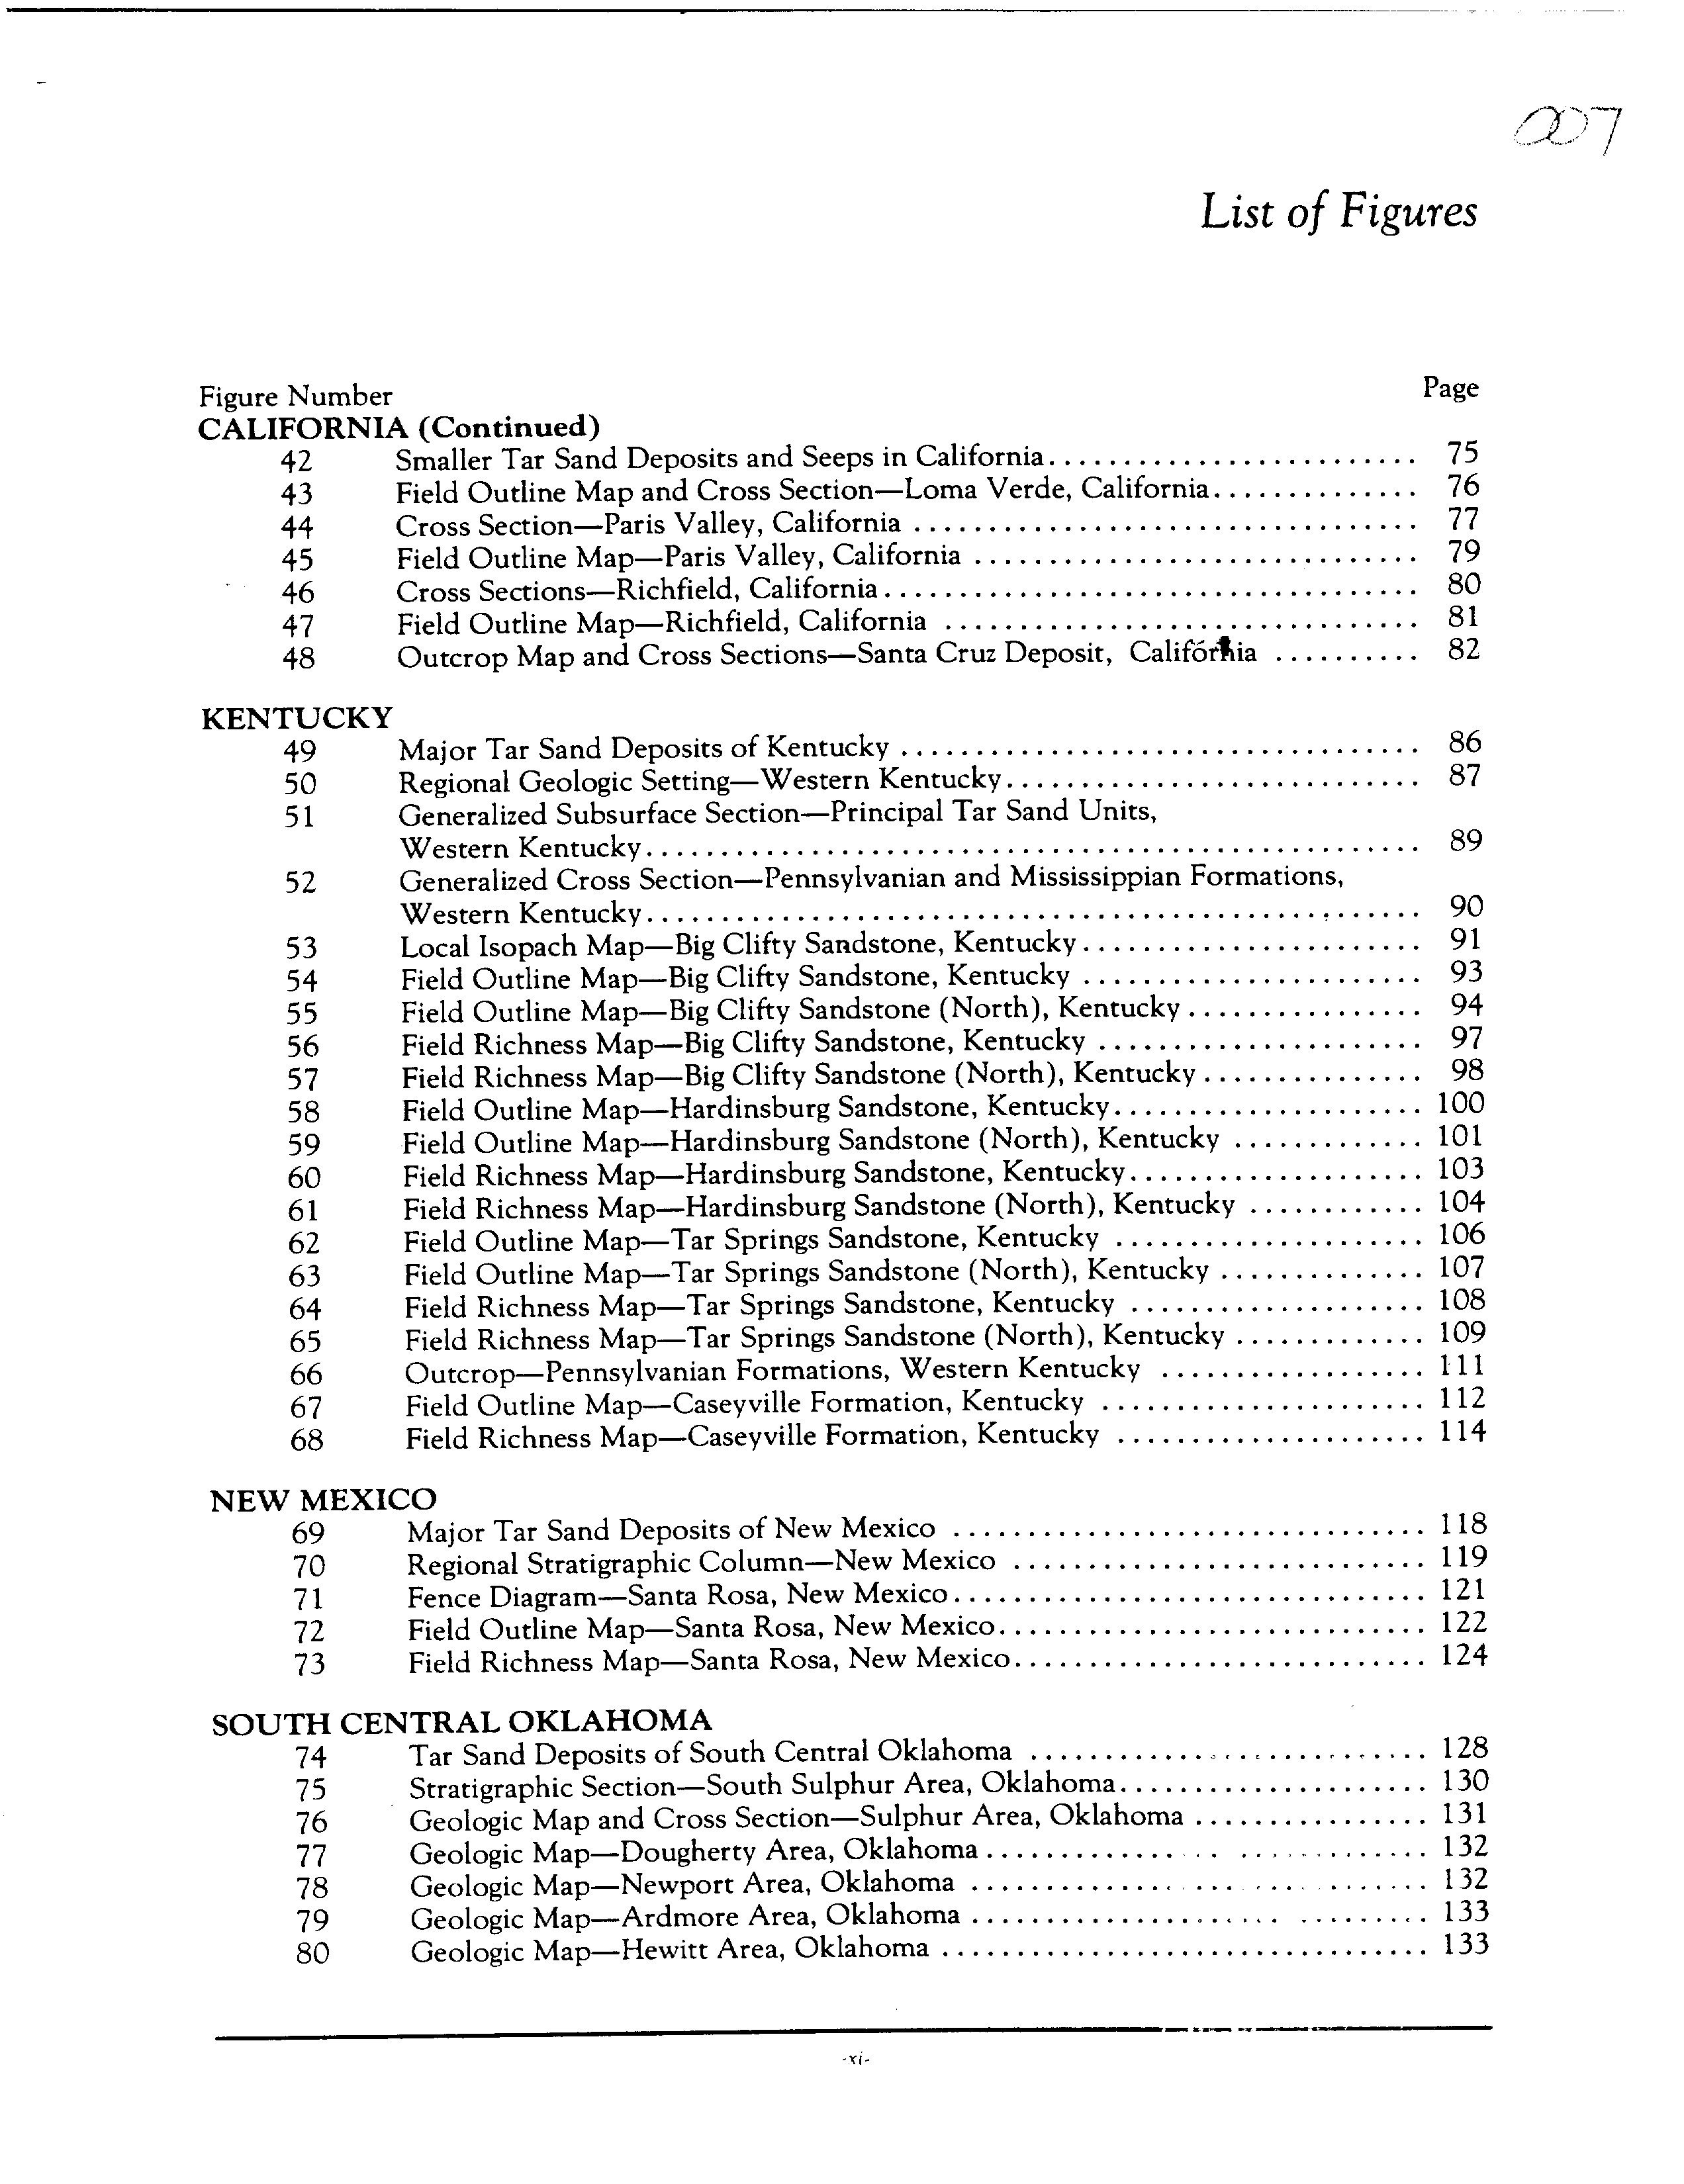 007
List of Figures
Figure Number Page
CALIFORNIA (Continued)
42 Smaller Tar Sand Deposits and Seeps in California.......................... 75
43 Field Outline Map and Cross Section—Loma Verde, California.............. 76
44 Cross Section—Paris Valley, California .................................. 77
45 Field Outline Map—Paris Valley, California .............................. 79
46 Cross Sections—Richfield, California.................................... 80
47 Field Outline Map—Richfield, California ................................ 81
48 Outcrop Map and Cross Sections—Santa Cruz Deposit, California .......... 82
KENTUCKY
49 Major Tar Sand Deposits of Kentucky ................................... 86
50 Regional Geologic Setting—Western Kentucky............................ 87
51 Generalized Subsurface Section—Principal Tar Sand Units,
Western Kentucky.................................................... 89
52 Generalized Cross Section—Pennsylvanian and Mississippian Formations,
Western Kentucky.................................................... 90
53 Local Isopach Map—Big Clifty Sandstone, Kentucky....................... 91
54 Field Outline Map—Big Clifty Sandstone, Kentucky ....................... 93
55 Field Outline Map—Big Clifty Sandstone (North), Kentucky................ 94
56 Field Richness Map—Big Clifty Sandstone, Kentucky ...................... 97
57 Field Richness Map—Big Clifty Sandstone (North), Kentucky............... 98
58 Field Outline Map—Hardinsburg Sandstone, Kentucky..................... 100
59 Field Outline Map—Hardinsburg Sandstone (North), Kentucky ............. 101
60 Field Richness Map—Hardinsburg Sandstone, Kentucky.................... 103
61 Field Richness Map—Hardinsburg Sandstone (North), Kentucky ............ 104
62 Field Outline Map—Tar Springs Sandstone, Kentucky ..................... 106
63 Field Outline Map—Tar Springs Sandstone (North), Kentucky .............. 107
64 Field Richness Map—Tar Springs Sandstone, Kentucky .................... 108
65 Field Richness Map—Tar Springs Sandstone (North), Kentucky ............. 109
66 Outcrop—Pennsylvanian Formations, Western Kentucky .................. 111
67 Field Outline Map—Caseyville Formation, Kentucky ...................... 112
68 Field Richness Map—Caseyville Formation, Kentucky ..................... 114
NEW MEXICO
69 Major Tar Sand Deposits of New Mexico ................................ 118
70 Regional Stratigraphic Column—New Mexico ............................ 119
71 Fence Diagram—Santa Rosa, New Mexico................................ 121
72 Field Outline Map—Santa Rosa, New Mexico............................. 122
73 Field Richness Map—Santa Rosa, New Mexico............................ 124
SOUTH CENTRAL OKLAHOMA
74 Tar Sand Deposits of South Central Oklahoma ........................... 128
75 Stratigraphic Section—South Sulphur Area, Oklahoma..................... 130
76 Geologic Map and Cross Section—Sulphur Area, Oklahoma ................ 131
77 Geologic Map—Dougherty Area, Oklahoma .............................. 132
78 Geologic Map—Newport Area, Oklahoma ............................... 132
79 Geologic Map—Ardmore Area, Oklahoma ............................... 133
80 Geologic Map—Hewitt Area, Oklahoma ................................. 133
-xi-